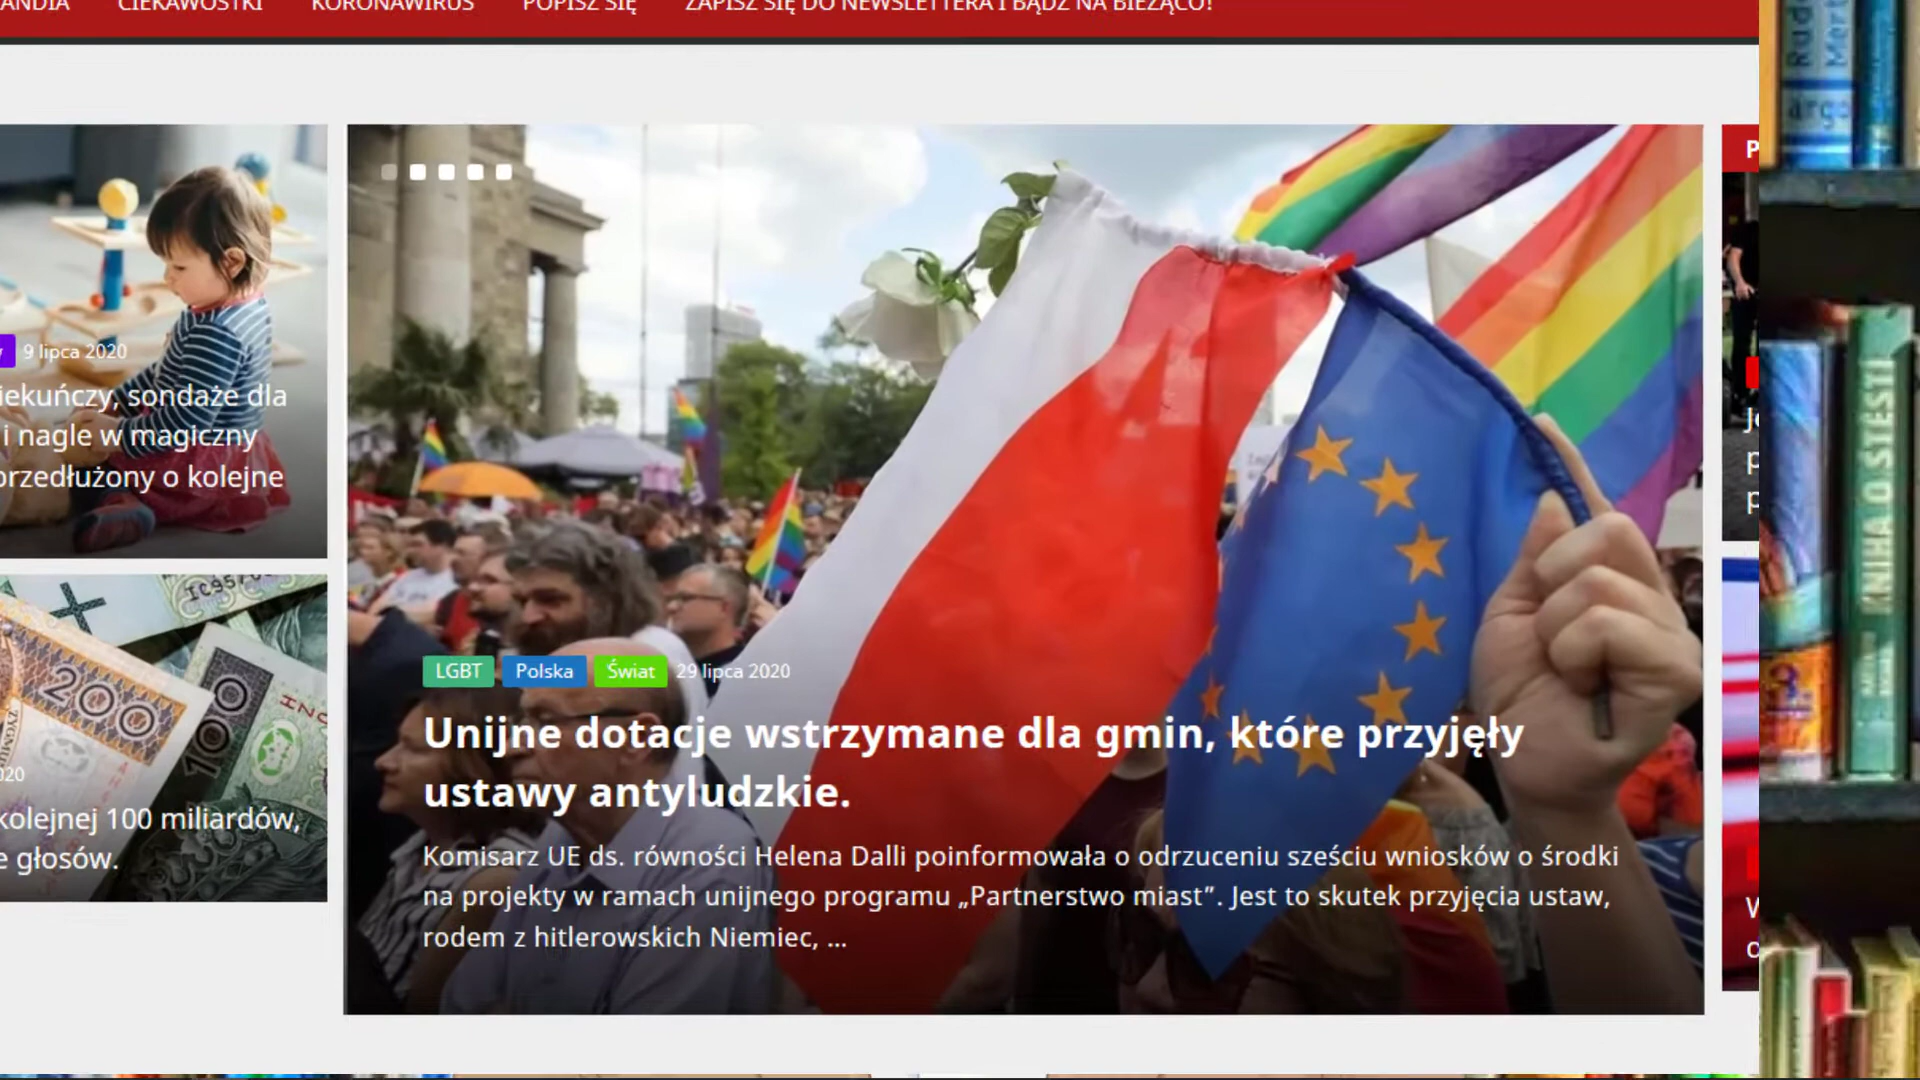 CIEKAWOSTKI KORONAWIRUS POPISZ SIĘ ZAPISZ SIĘ DO NEWSLETTERA I BĄDŹ NA BIEŻĄCO!
9 lipca 2020
iekuńczy, sondaże dla
i nagle w magiczny
przedłużony o kolejne
200
100
kolejnej 100 miliardów,
e głosów.
LGBT Polska Świat 29 lipca 2020
Unijne dotacje wstrzymane dla gmin, które przyjęły
ustawy antyludzkie.
Komisarz UE ds. równości Helena Dalli poinformowała o odrzuceniu sześciu wniosków o środki
na projekty w ramach unijnego programu „Partnerstwo miast”. Jest to skutek przyjęcia ustaw,
rodem z hitlerowskich Niemiec, ...
argo
KNIHA O ŠTĚSTÍ